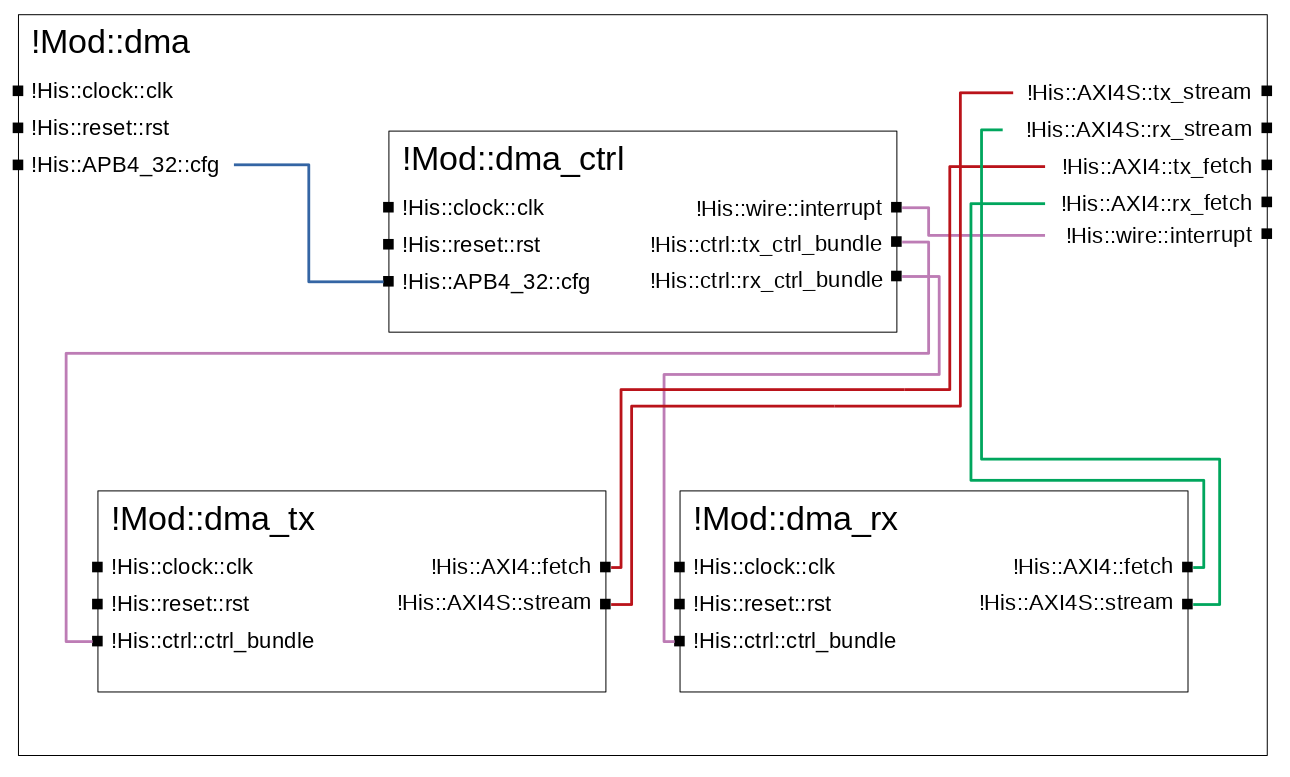 !Mod::dma
!His::clock::clk
!His::reset::rst
!His::APB4_32::cfg
!His::AXI4S::tx_stream
!His::AXI4S::rx_stream
!His::AXI4::tx_fetch
!His::AXI4::rx_fetch
!His::wire::interrupt
!Mod::dma_ctrl
!His::clock::clk
!His::reset::rst
!His::APB4_32::cfg
!His::wire::interrupt
!His::ctrl::tx_ctrl_bundle
!His::ctrl::rx_ctrl_bundle
!Mod::dma_tx
!His::clock::clk
!His::reset::rst
!His::ctrl::ctrl_bundle
!His::AXI4::fetch
!His::AXI4S::stream
!Mod::dma_rx
!His::clock::clk
!His::reset::rst
!His::ctrl::ctrl_bundle
!His::AXI4::fetch
!His::AXI4S::stream